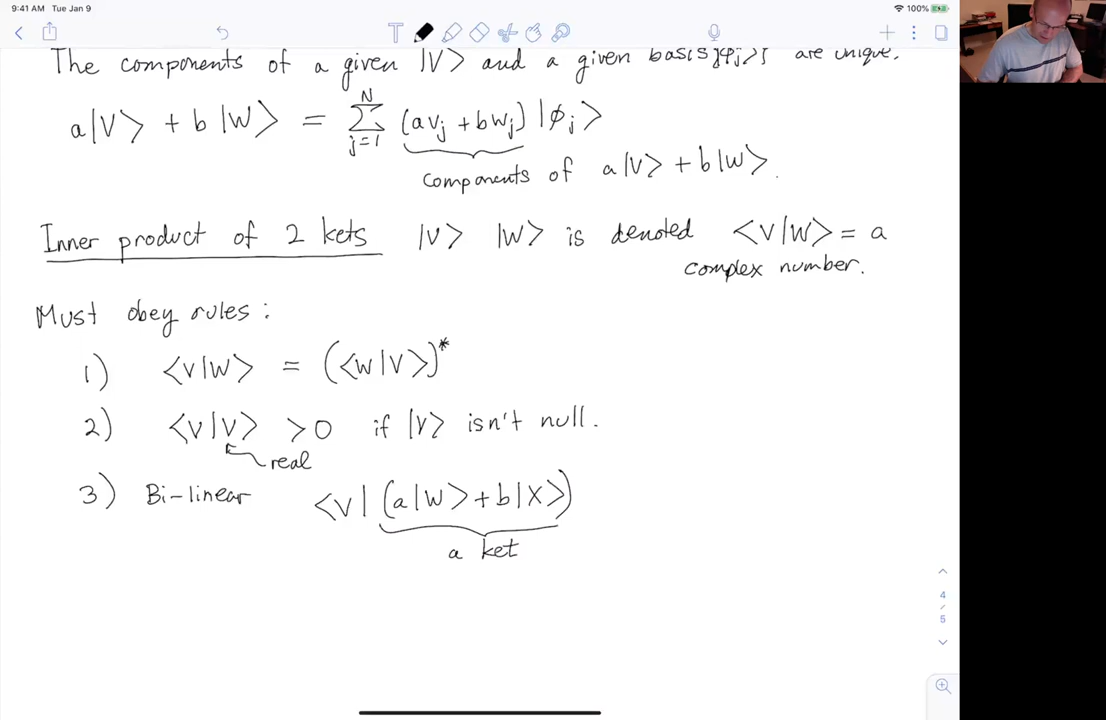 9:41 AM Tue Jan 9
100%
The components of a given |V> and a given basis {|φj>} are unique.
a|V> + b|W> = ∑ j=1 N (avj + bwj) |ϕj>
components of a|V> + b|W>.
Inner product of 2 kets |V> |W> is denoted <V|W> = a
complex number.
Must obey rules:
1) <V|W> = (<W|V>)*
2) <V|V> >0 if |V> isn't null.
real
3) Bi-linear <V| (a|W> + b|X>)
a ket
4
/
5